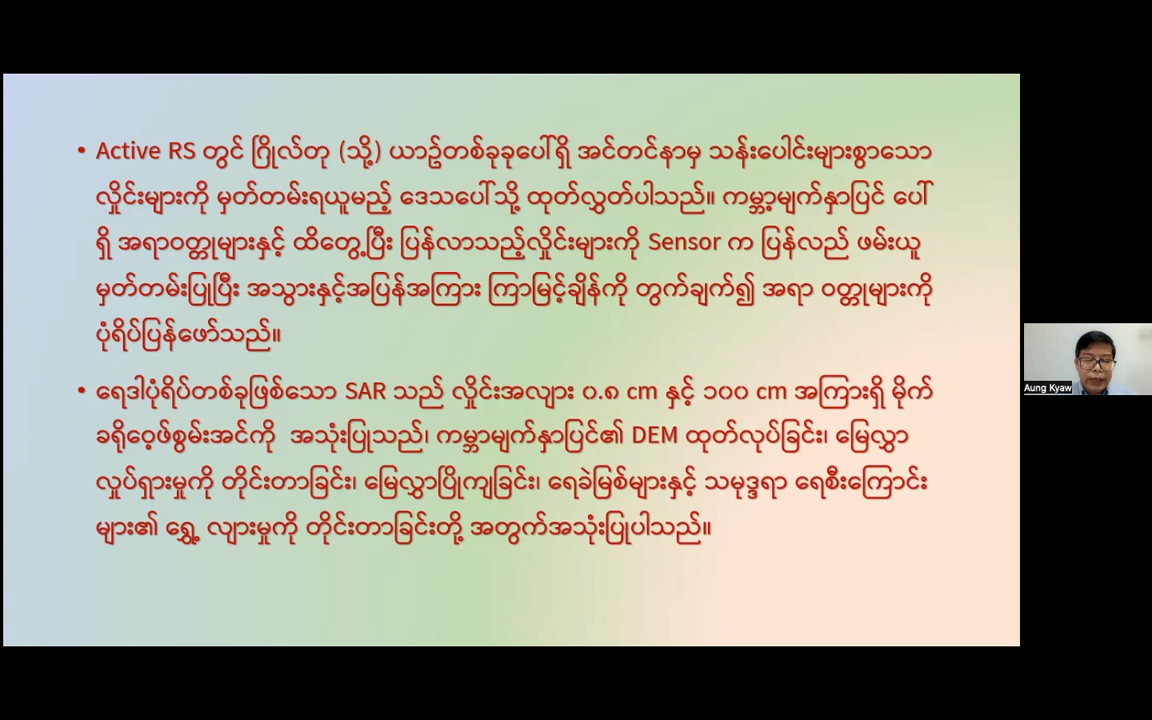 • Active RS တွင် ဂြိုလ်တု (သို့) ယာဥ်တစ်ခုခုပေါ်ရှိ အင်တင်နာမှ သန်းပေါင်းများစွာသော
လှိုင်းများကို မှတ်တမ်းရယူမည့် ဒေသပေါ်သို့ ထုတ်လွှတ်ပါသည်။ ကမ္ဘာ့မျက်နှာပြင် ပေါ်
ရှိ အရာဝတ္ထုများနှင့် ထိတွေ့ပြီး ပြန်လာသည့်လှိုင်းများကို Sensor က ပြန်လည် ဖမ်းယူ
မှတ်တမ်းပြုပြီး အသွားနှင့်အပြန်အကြား ကြာမြင့်ချိန်ကို တွက်ချက်၍ အရာ ဝတ္ထုများကို
ပုံရိပ်ပြန်ဖော်သည်။
• ရေဒါပုံရိပ်တစ်ခုဖြစ်သော SAR သည် လှိုင်းအလျား ၀.၈ cm နှင့် ၁၀၀ cm အကြားရှိ မိုက်
ခရိုဝေ့ဖ်စွမ်းအင်ကို အသုံးပြုသည်၊ ကမ္ဘာမျက်နှာပြင်၏ DEM ထုတ်လုပ်ခြင်း၊ မြေလွှာ
လှုပ်ရှားမှုကို တိုင်းတာခြင်း၊ မြေလွှာပြိုကျခြင်း၊ ရေခဲမြစ်များနှင့် သမုဒ္ဒရာ ရေစီးကြောင်း
များ၏ ရွှေ့ လျားမှုကို တိုင်းတာခြင်းတို့ အတွက်အသုံးပြုပါသည်။
Aung Kyaw